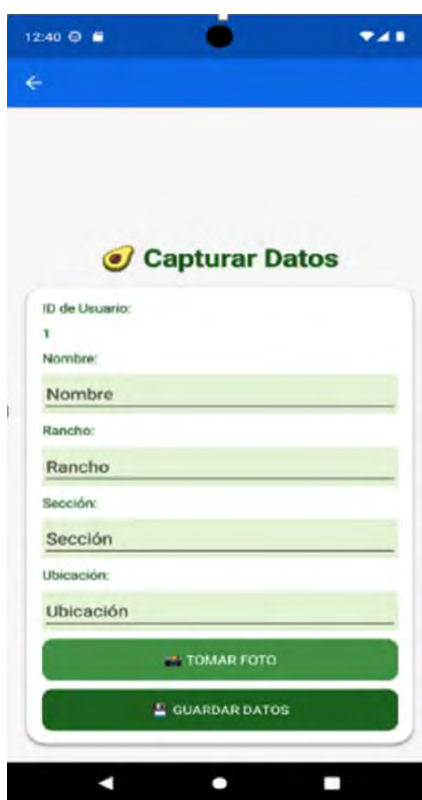 12:40
Capturar Datos
ID de Usuario:
1
Nombre:
Nombre
Rancho:
Rancho
Sección:
Sección
Ubicación:
Ubicación
TOMAR FOTO
GUARDAR DATOS